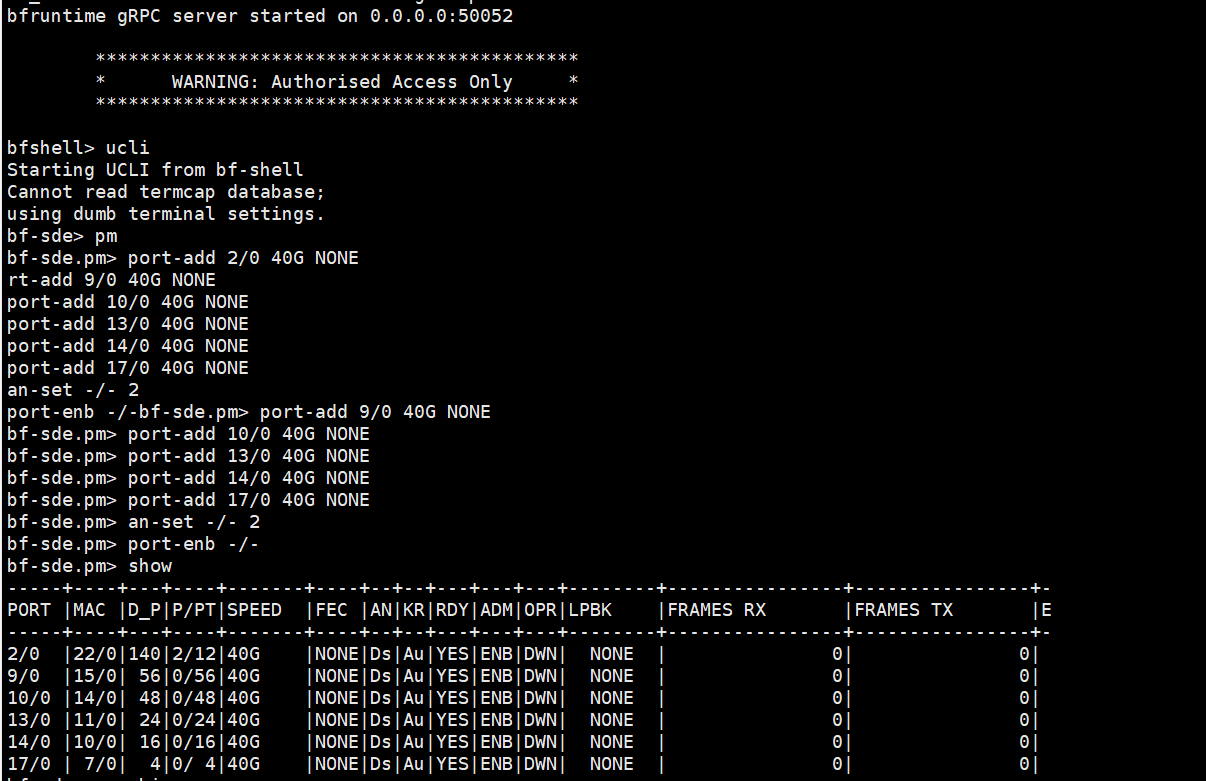 bfruntime gRPC server started on 0.0.0.0:50052
********************************************
*      WARNING: Authorised Access Only     *
********************************************
bfshell> ucli
Starting UCLI from bf-shell
Cannot read termcap database;
using dumb terminal settings.
bf-sde> pm
bf-sde.pm> port-add 2/0 40G NONE
rt-add 9/0 40G NONE
port-add 10/0 40G NONE
port-add 13/0 40G NONE
port-add 14/0 40G NONE
port-add 17/0 40G NONE
an-set -/- 2
port-enb -/-bf-sde.pm> port-add 9/0 40G NONE
bf-sde.pm> port-add 10/0 40G NONE
bf-sde.pm> port-add 13/0 40G NONE
bf-sde.pm> port-add 14/0 40G NONE
bf-sde.pm> port-add 17/0 40G NONE
bf-sde.pm> an-set -/- 2
bf-sde.pm> port-enb -/-
bf-sde.pm> show
-----+----+---+----+-------+----+--+--+---+---+---+--------+----------------+----------------+-
PORT |MAC |D_P|P/PT|SPEED  |FEC |AN|KR|RDY|ADM|OPR|LPBK    |FRAMES RX       |FRAMES TX       |E
-----+----+---+----+-------+----+--+--+---+---+---+--------+----------------+----------------+-
2/0  |22/0|140|2/12|40G    |NONE|Ds|Au|YES|ENB|DWN|  NONE  |               0|               0|
9/0  |15/0| 56|0/56|40G    |NONE|Ds|Au|YES|ENB|DWN|  NONE  |               0|               0|
10/0 |14/0| 48|0/48|40G    |NONE|Ds|Au|YES|ENB|DWN|  NONE  |               0|               0|
13/0 |11/0| 24|0/24|40G    |NONE|Ds|Au|YES|ENB|DWN|  NONE  |               0|               0|
14/0 |10/0| 16|0/16|40G    |NONE|Ds|Au|YES|ENB|DWN|  NONE  |               0|               0|
17/0 | 7/0|  4|0/ 4|40G    |NONE|Ds|Au|YES|ENB|DWN|  NONE  |               0|               0|